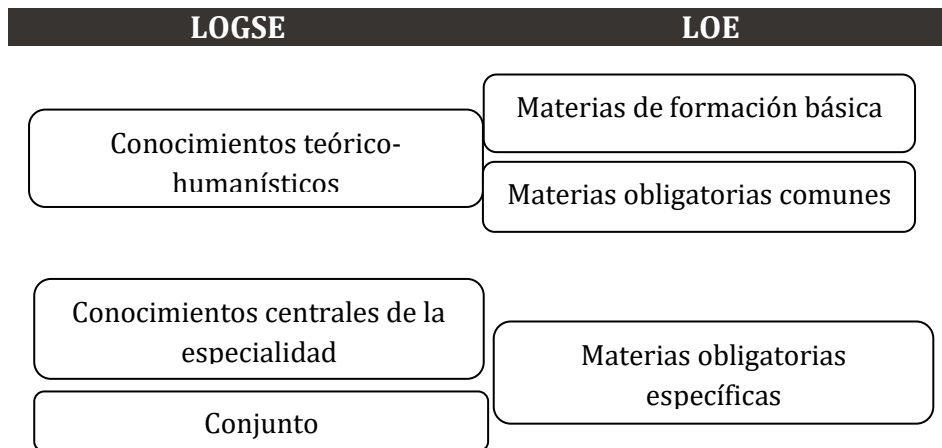 LOGSE
LOE
Conocimientos teórico-
humanísticos
Materias de formación básica
Materias obligatorias comunes
Conocimientos centrales de la
especialidad
Conjunto
Materias obligatorias
específicas